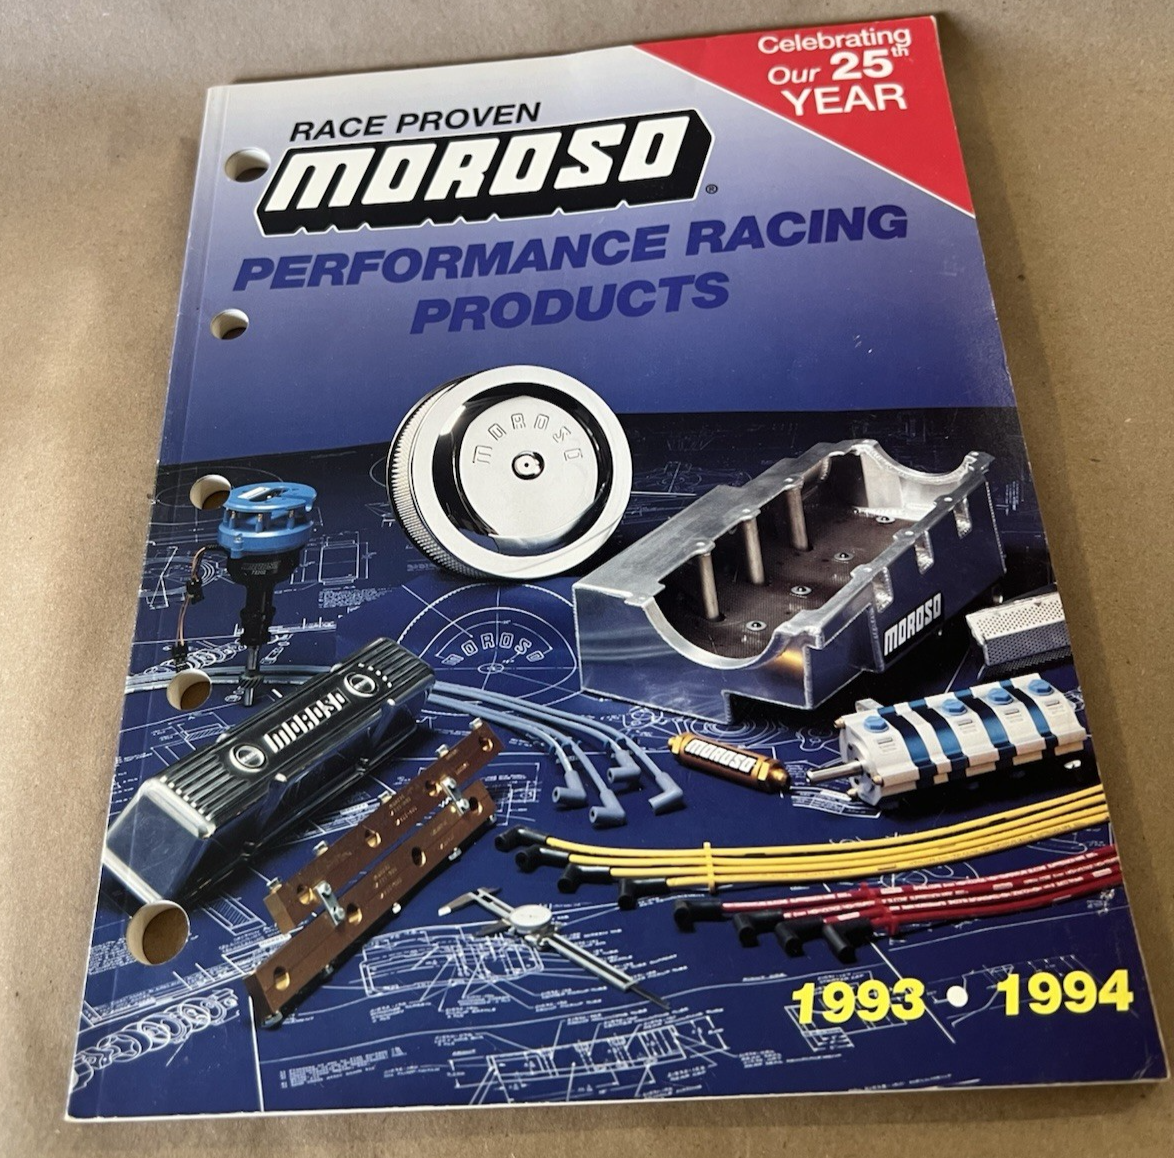 Celebrating
Our 25th
YEAR
RACE PROVEN
MOROSO®
PERFORMANCE RACING
PRODUCTS
MOROSO
MOROSO
MOROSO
MOROSO
MOROSO
1993 • 1994